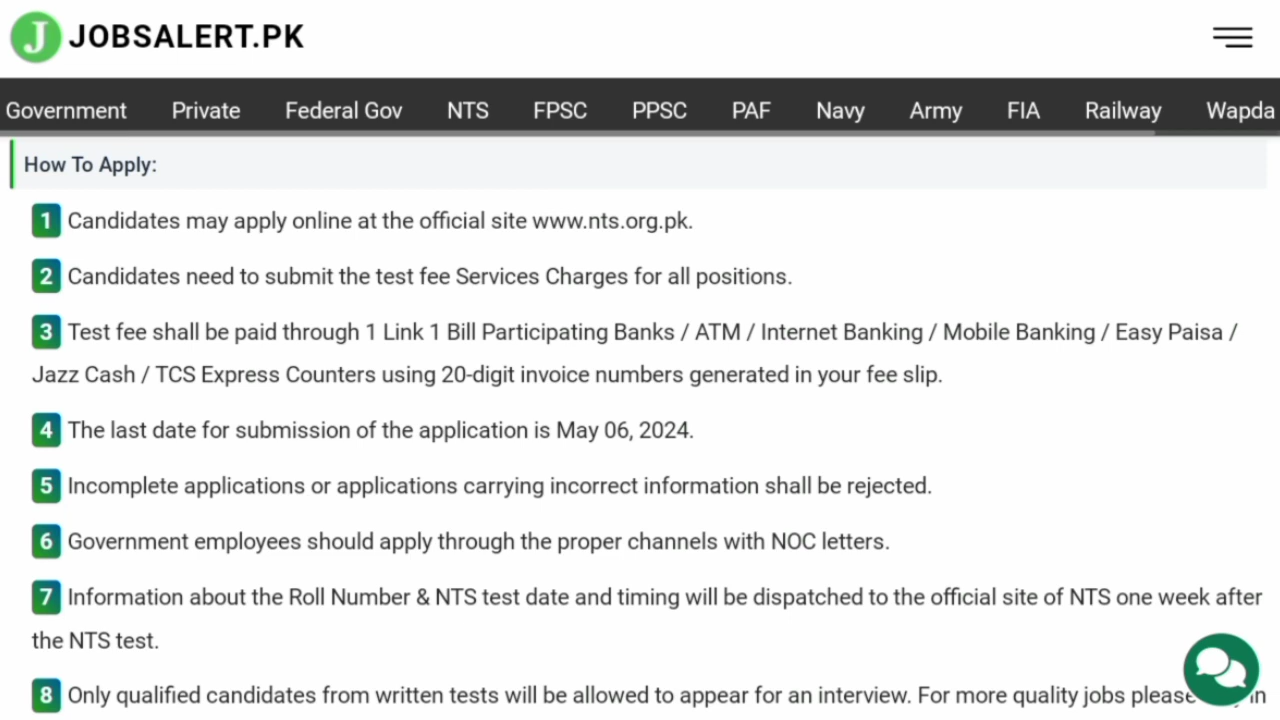 J JOBSALERT.PK
Government Private Federal Gov NTS FPSC PPSC PAF Navy Army FIA Railway Wapda
How To Apply:
1 Candidates may apply online at the official site www.nts.org.pk.
2 Candidates need to submit the test fee Services Charges for all positions.
3 Test fee shall be paid through 1 Link 1 Bill Participating Banks / ATM / Internet Banking / Mobile Banking / Easy Paisa /
Jazz Cash / TCS Express Counters using 20-digit invoice numbers generated in your fee slip.
4 The last date for submission of the application is May 06, 2024.
5 Incomplete applications or applications carrying incorrect information shall be rejected.
6 Government employees should apply through the proper channels with NOC letters.
7 Information about the Roll Number & NTS test date and timing will be dispatched to the official site of NTS one week after
the NTS test.
8 Only qualified candidates from written tests will be allowed to appear for an interview. For more quality jobs please in